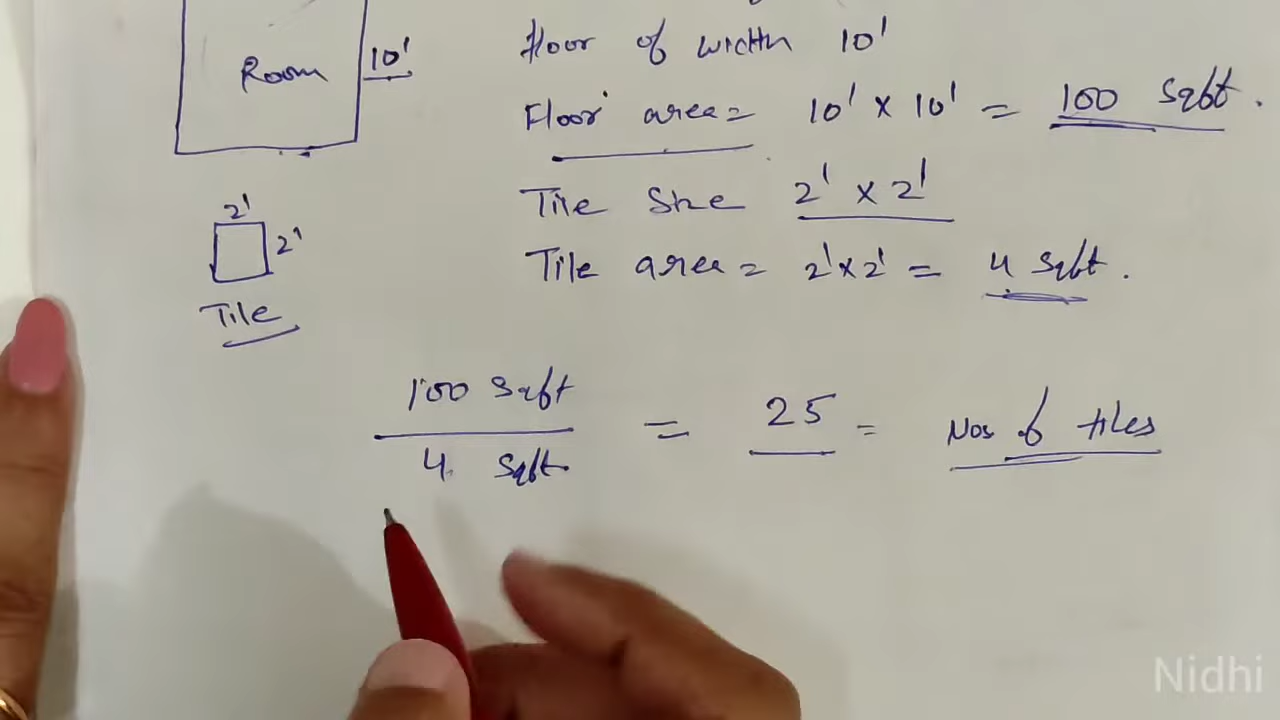 floor of width 10'
Room 10'
Floor area = 10' x 10' = 100 Sqft.
Tile Size 2' x 2'
2'
2'
Tile area = 2'x2' = 4 Sqft.
Tile
100 Sqft
4 Sqft
= 25 = Nos of tiles
Nidhi